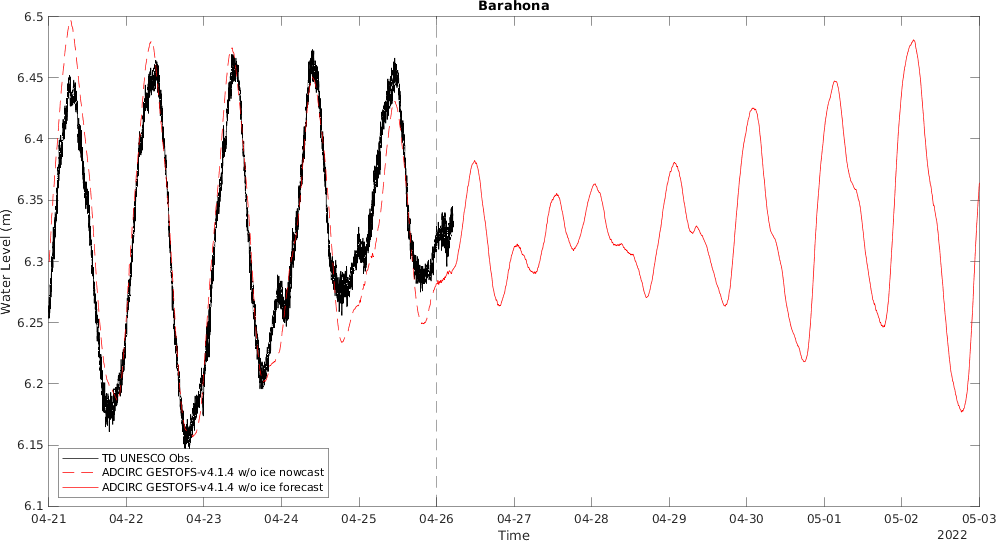 Barahona
Water Level (m)
6.5
6.45
6.4
6.35
6.3
6.25
6.2
6.15
6.1
TD UNESCO Obs.
ADCIRC GESTOFS-v4.1.4 w/o ice nowcast
ADCIRC GESTOFS-v4.1.4 w/o ice forecast
04-21 04-22 04-23 04-24 04-25 04-26 04-27 04-28 04-29 04-30 05-01 05-02 05-03
Time
2022